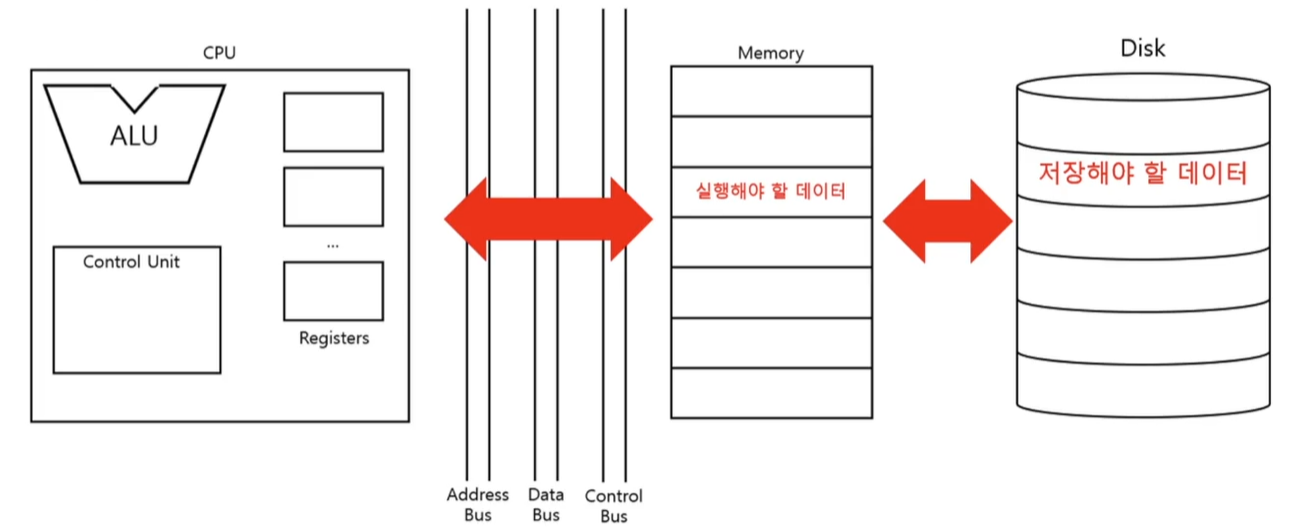 CPU
ALU
Control Unit
...
Registers
Address
Bus
Data
Bus
Control
Bus
Memory
실행해야 할 데이터
Disk
저장해야 할 데이터